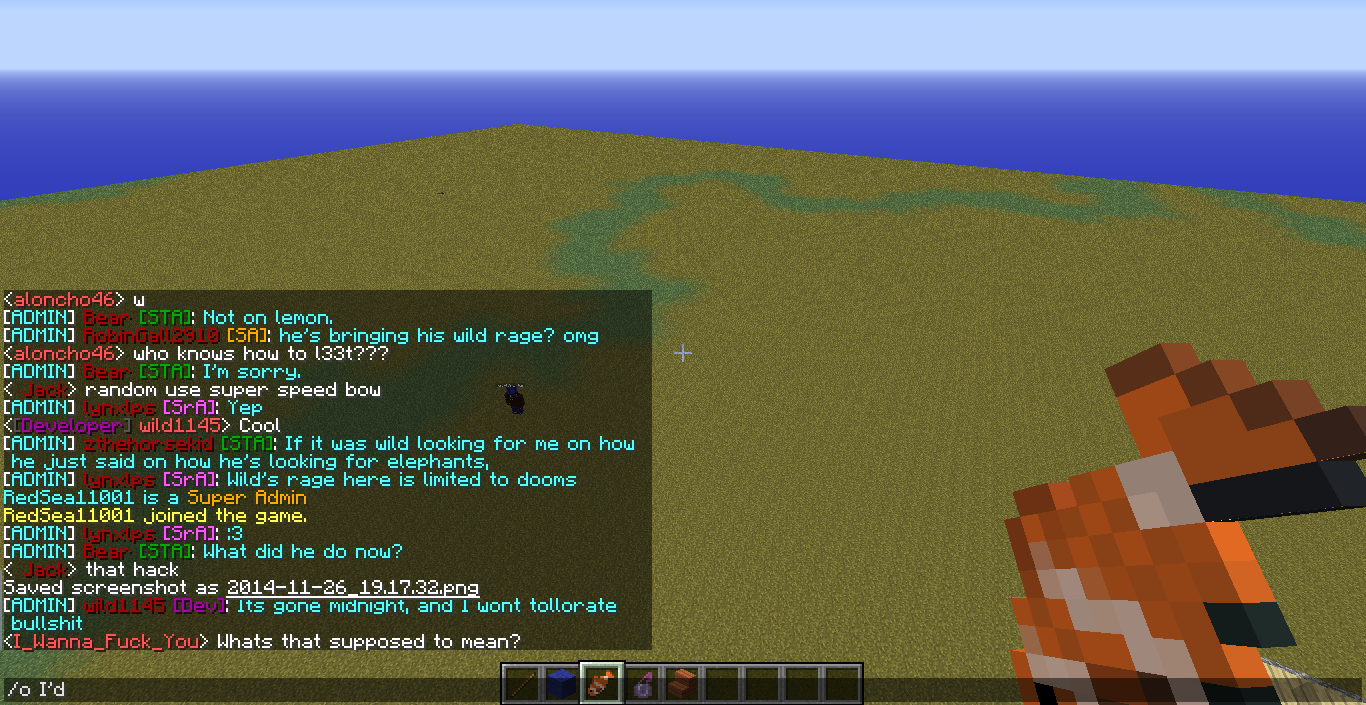 <aloncho46> w
[ADMIN] Bear [STA]: Not on lemon.
[ADMIN] RobinGall2910 [SA]: he's bringing his wild rage? omg
<aloncho46> who knows how to l33t???
[ADMIN] Bear [STA]: I'm sorry.
< Jack> random use super speed bow
[ADMIN] lynxlps [SrA]: Yep
<[Developer] wild1145> Cool
[ADMIN] zthehorsekid [STA]: If it was wild looking for me on how
he just said on how he's looking for elephants,
[ADMIN] lynxlps [SrA]: Wild's rage here is limited to dooms
RedSea11001 is a Super Admin
RedSea11001 joined the game.
[ADMIN] lynxlps [SrA]: :3
[ADMIN] Bear [STA]: What did he do now?
< Jack> that hack
Saved screenshot as 2014-11-26_19.17.32.png
[ADMIN] wild1145 [Dev]: Its gone midnight, and I wont tollorate
bullshit
<I_Wanna_Fuck_You> Whats that supposed to mean?
/o I'd